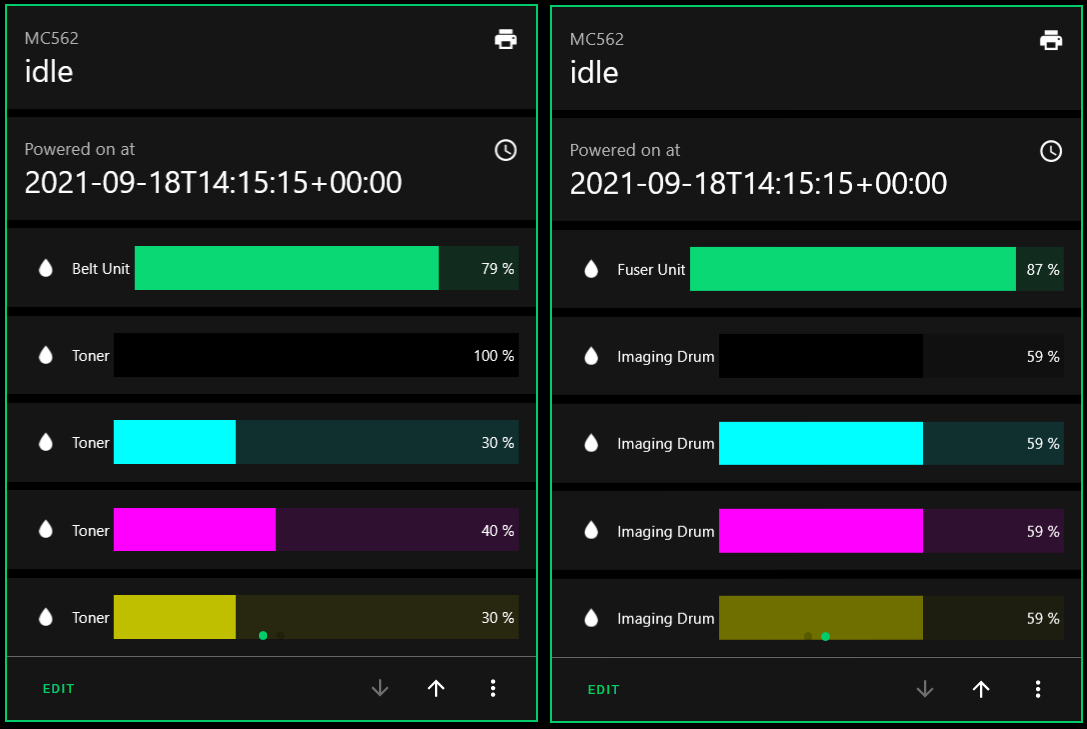 MC562
idle
Powered on at
2021-09-18T14:15:15+00:00
Belt Unit 79 %
Toner 100 %
Toner 30 %
Toner 40 %
Toner 30 %
EDIT
MC562
idle
Powered on at
2021-09-18T14:15:15+00:00
Fuser Unit 87 %
Imaging Drum 59 %
Imaging Drum 59 %
Imaging Drum 59 %
Imaging Drum 59 %
EDIT